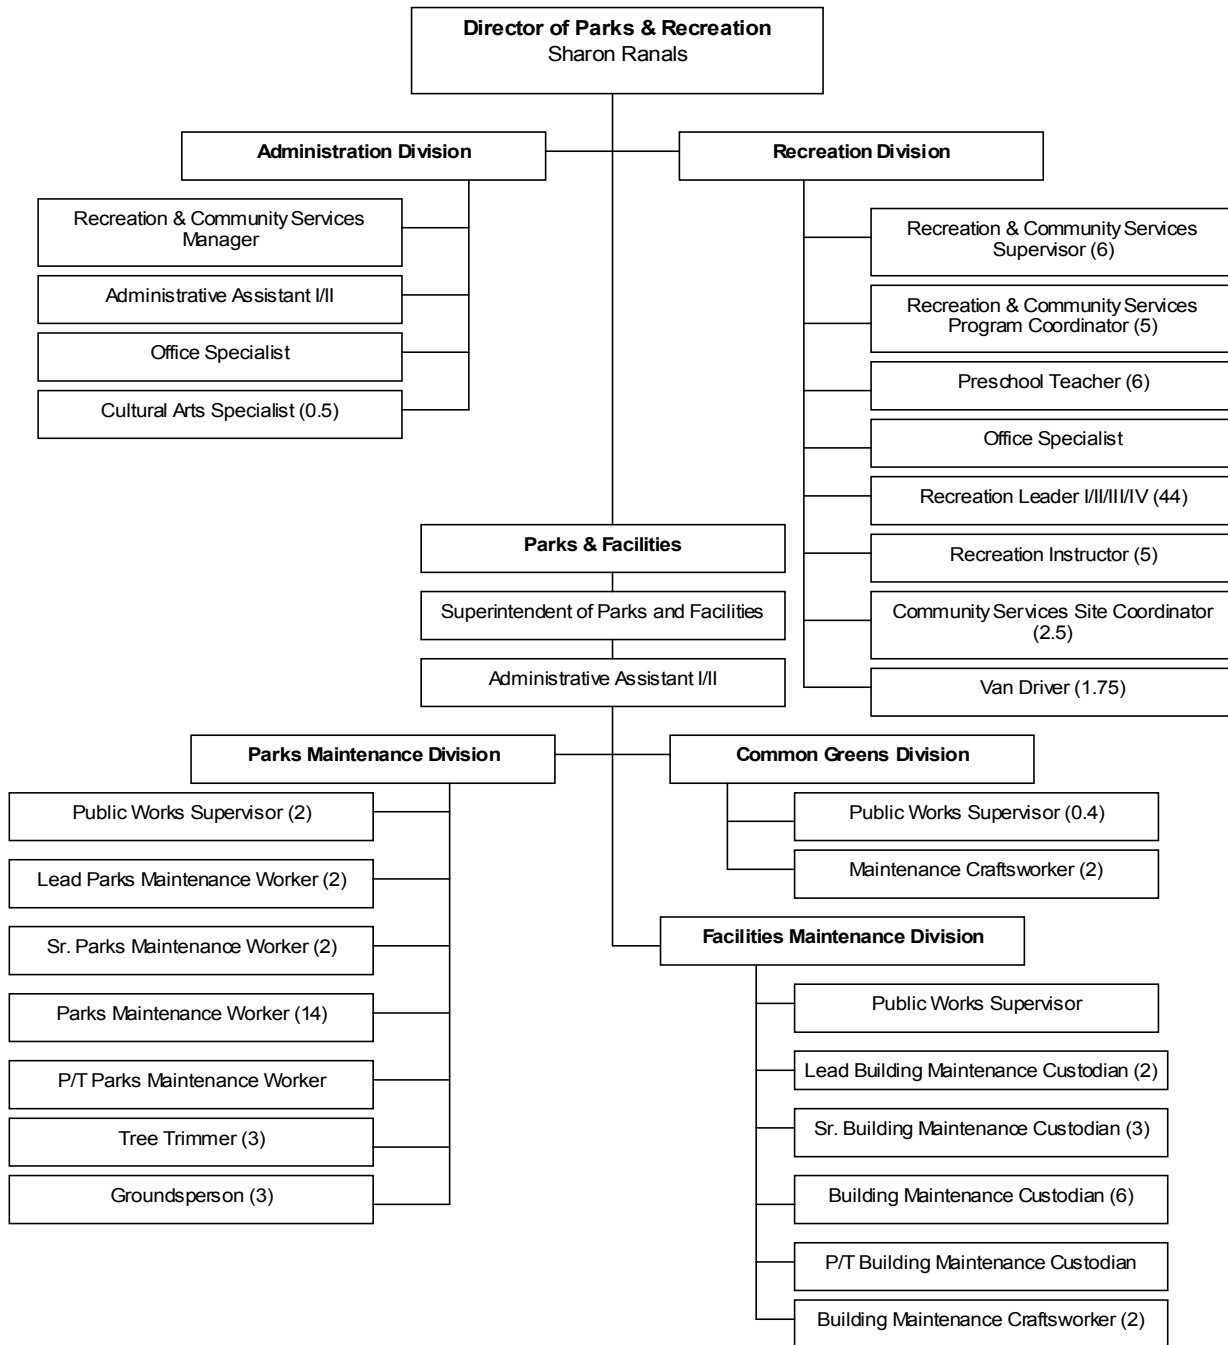 Director of Parks & Recreation
Sharon Ranals
Administration Division
Recreation & Community Services
Manager
Administrative Assistant I/II
Office Specialist
Cultural Arts Specialist (0.5)
Recreation Division
Recreation & Community Services
Supervisor (6)
Recreation & Community Services
Program Coordinator (5)
Preschool Teacher (6)
Office Specialist
Recreation Leader I/II/III/IV (44)
Recreation Instructor (5)
Community Services Site Coordinator
(2.5)
Van Driver (1.75)
Parks & Facilities
Superintendent of Parks and Facilities
Administrative Assistant I/II
Parks Maintenance Division
Public Works Supervisor (2)
Lead Parks Maintenance Worker (2)
Sr. Parks Maintenance Worker (2)
Parks Maintenance Worker (14)
P/T Parks Maintenance Worker
Tree Trimmer (3)
Groundsperson (3)
Common Greens Division
Public Works Supervisor (0.4)
Maintenance Craftsworker (2)
Facilities Maintenance Division
Public Works Supervisor
Lead Building Maintenance Custodian (2)
Sr. Building Maintenance Custodian (3)
Building Maintenance Custodian (6)
P/T Building Maintenance Custodian
Building Maintenance Craftsworker (2)